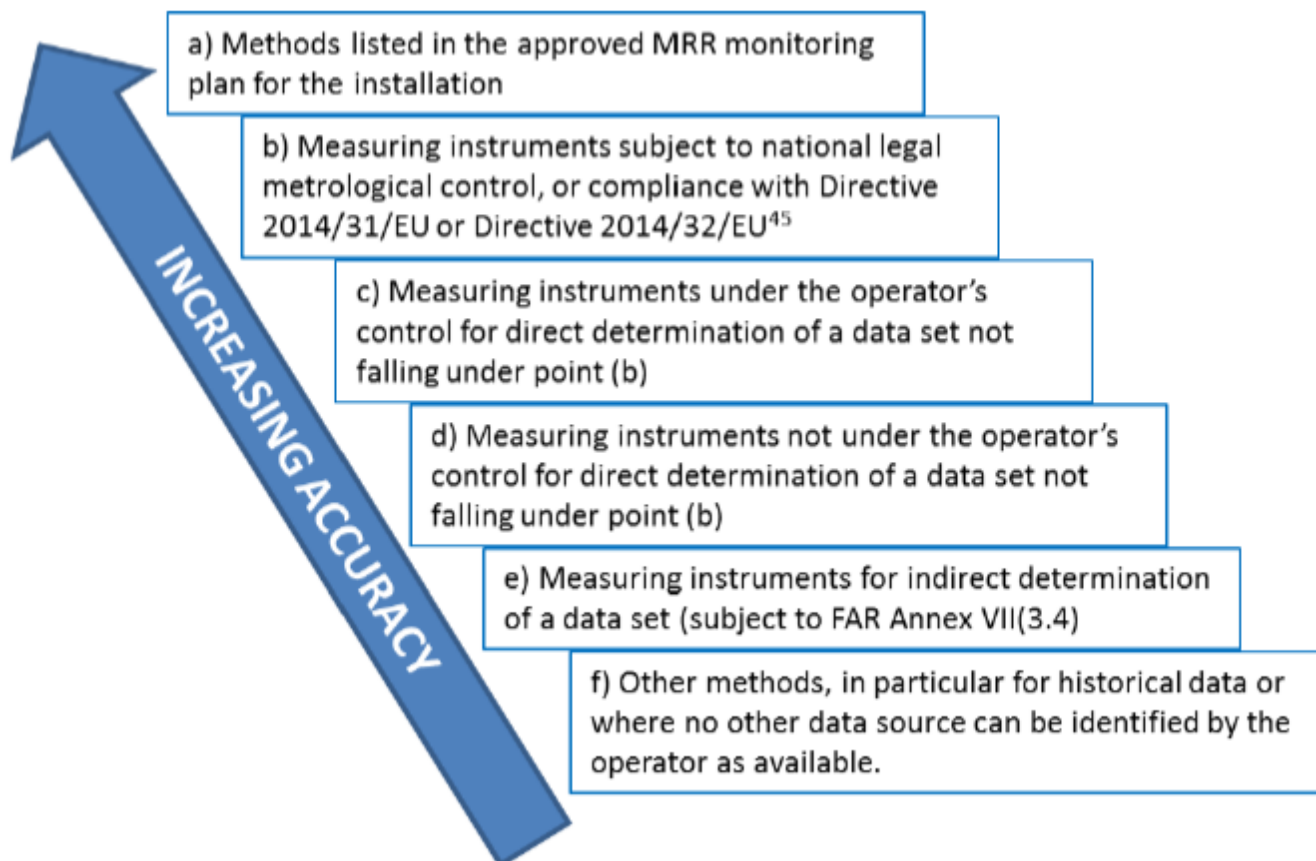 a) Methods listed in the approved MRR monitoring
plan for the installation
b) Measuring instruments subject to national legal
metrological control, or compliance with Directive
2014/31/EU or Directive 2014/32/EU⁴⁵
c) Measuring instruments under the operator’s
control for direct determination of a data set not
falling under point (b)
d) Measuring instruments not under the operator’s
control for direct determination of a data set not
falling under point (b)
e) Measuring instruments for indirect determination
of a data set (subject to FAR Annex VII(3.4)
f) Other methods, in particular for historical data or
where no other data source can be identified by the
operator as available.
INCREASING ACCURACY